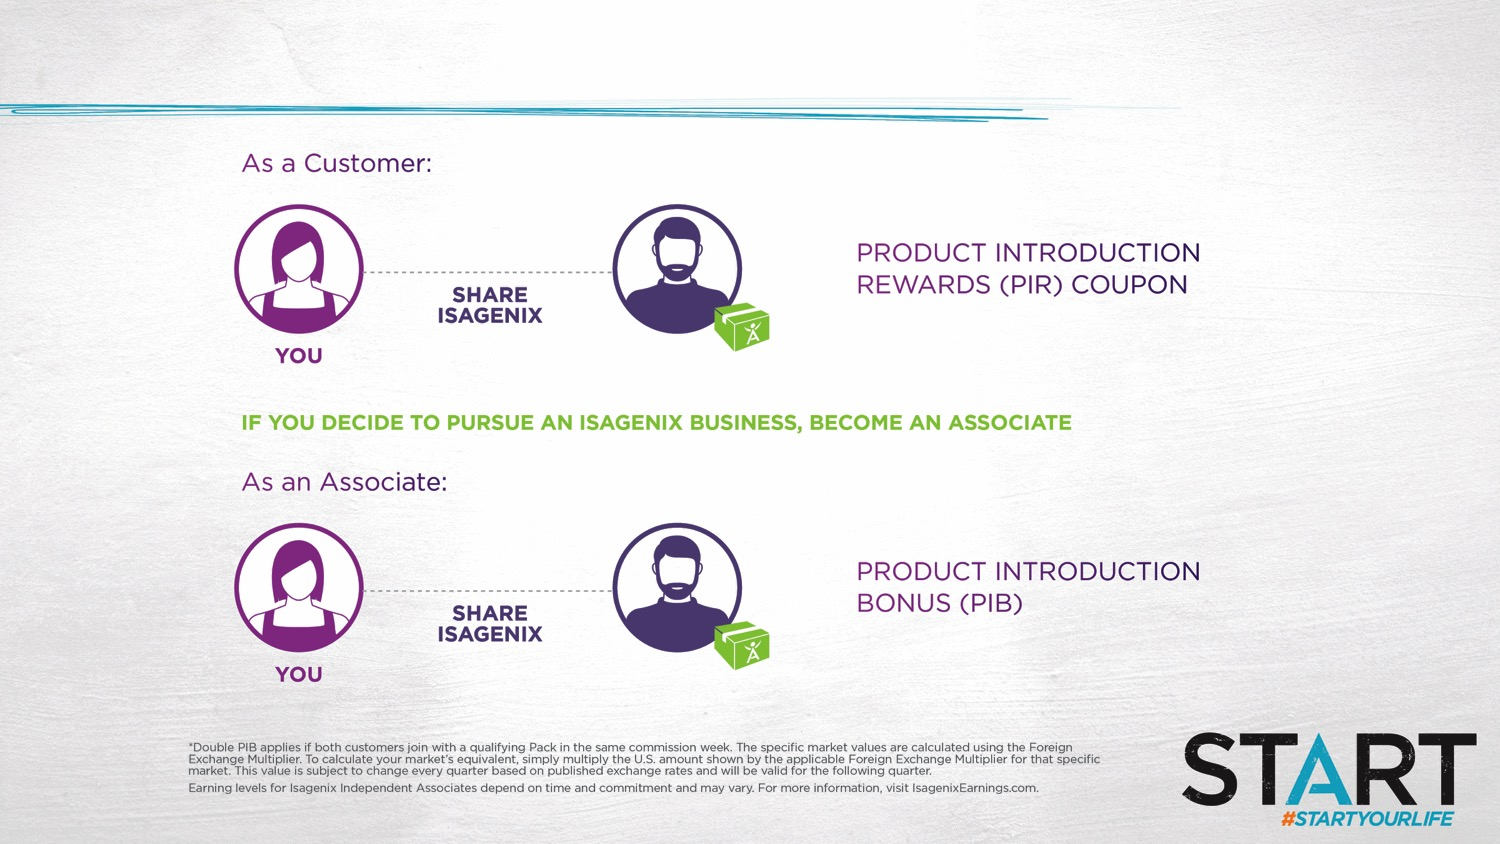 As a Customer:
SHARE
ISAGENIX
YOU
PRODUCT INTRODUCTION
REWARDS (PIR) COUPON
IF YOU DECIDE TO PURSUE AN ISAGENIX BUSINESS, BECOME AN ASSOCIATE
As an Associate:
SHARE
ISAGENIX
YOU
PRODUCT INTRODUCTION
BONUS (PIB)
*Double PIB applies if both customers join with a qualifying Pack in the same commission week. The specific market values are calculated using the Foreign
Exchange Multiplier. To calculate your market's equivalent, simply multiply the U.S. amount shown by the applicable Foreign Exchange Multiplier for that specific
market. This value is subject to change every quarter based on published exchange rates and will be valid for the following quarter.
Earning levels for Isagenix Independent Associates depend on time and commitment and may vary. For more information, visit IsagenixEarnings.com.
START
#STARTYOURLIFE